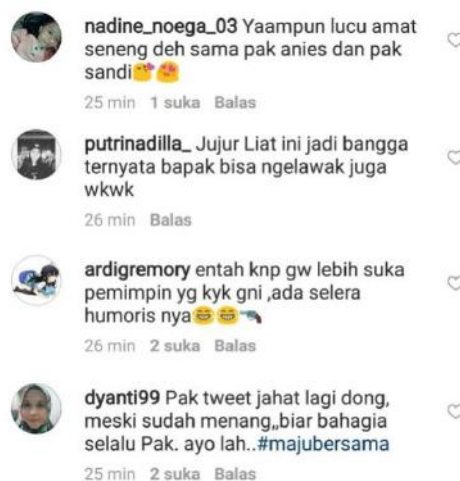 nadine_noega_03 Yaampun lucu amat
seneng deh sama pak anies dan pak
sandi😘😍
25 min 1 suka Balas
putrinadilla_ Jujur Liat ini jadi bangga
ternyata bapak bisa ngelawak juga
wkwk
26 min Balas
ardigremory entah knp gw lebih suka
pemimpin yg kyk gni ,ada selera
humoris nya😂😂🔫
26 min 2 suka Balas
dyanti99 Pak tweet jahat lagi dong,
meski sudah menang,,biar bahagia
selalu Pak. ayo lah..#majubersama
25 min 2 suka Balas